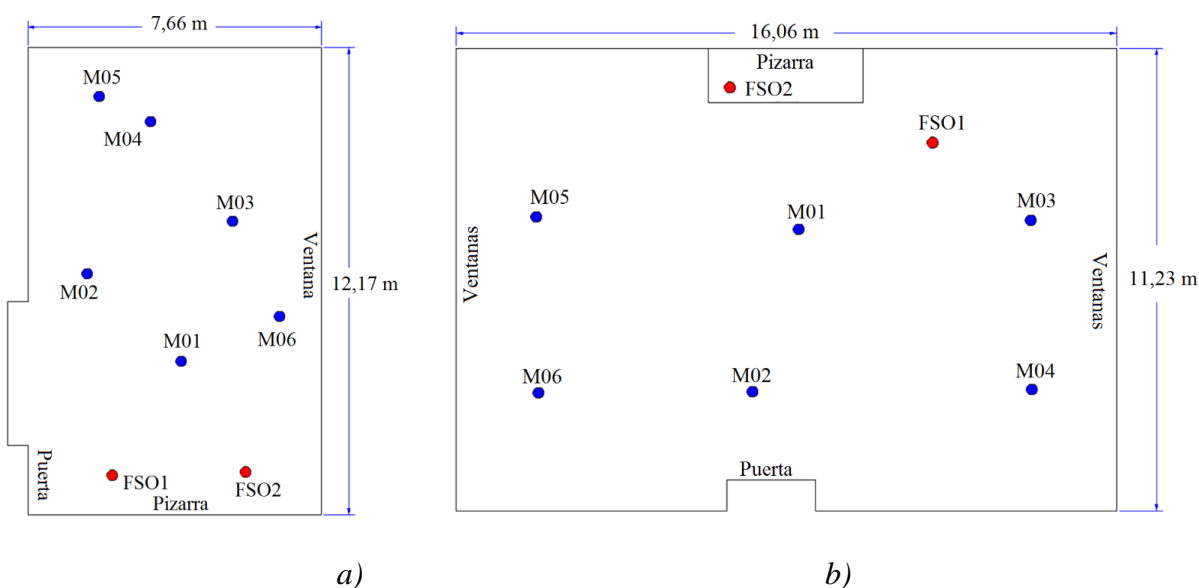 7,66 m
M05
M04
M03
Ventana
12,17 m
M02
M06
M01
Puerta
FSO1
FSO2
Pizarra
a)
16,06 m
Pizarra
FSO2
FSO1
M05
M01
M03
Ventanas
Ventanas
11,23 m
M06
M02
M04
Puerta
b)